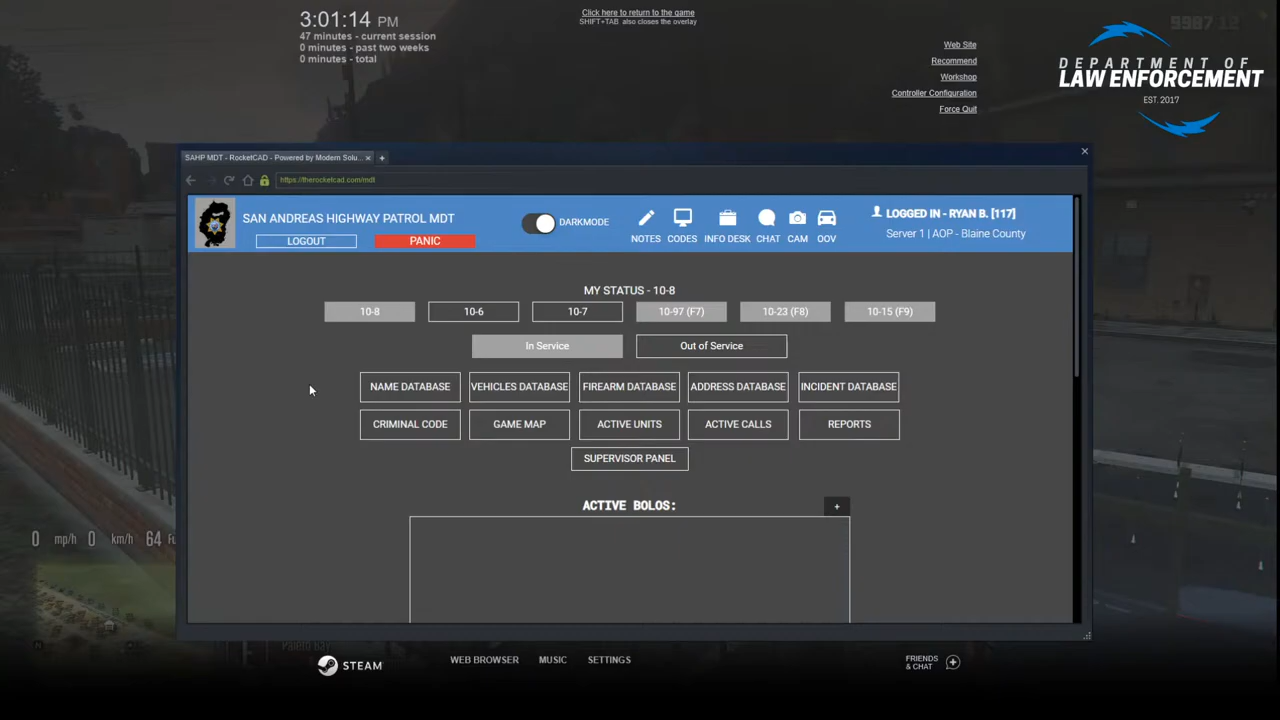 3:01:14 PM
47 minutes - current session
0 minutes - past two weeks
0 minutes - total
Click here to return to the game
SHIFT+TAB also closes the overlay
Web Site
Recommend
Workshop
Controller Configuration
Force Quit
9987.12
DEPARTMENT OF
LAW ENFORCEMENT
EST. 2017
SAHP MDT - RocketCAD - Powered by Modern Solu...
https://therocketcad.com/mdt
SAN ANDREAS HIGHWAY PATROL MDT
LOGOUT
PANIC
DARKMODE
NOTES
CODES
INFO DESK
CHAT
CAM
OOV
LOGGED IN - RYAN B. [117]
Server 1 | AOP - Blaine County
MY STATUS - 10-8
10-8
10-6
10-7
10-97 (F7)
10-23 (F8)
10-15 (F9)
In Service
Out of Service
NAME DATABASE
VEHICLES DATABASE
FIREARM DATABASE
ADDRESS DATABASE
INCIDENT DATABASE
CRIMINAL CODE
GAME MAP
ACTIVE UNITS
ACTIVE CALLS
REPORTS
SUPERVISOR PANEL
ACTIVE BOLOS:
+
0 mp/h 0 km/h 64 Fu
Paleto Bay
STEAM
WEB BROWSER
MUSIC
SETTINGS
FRIENDS
& CHAT